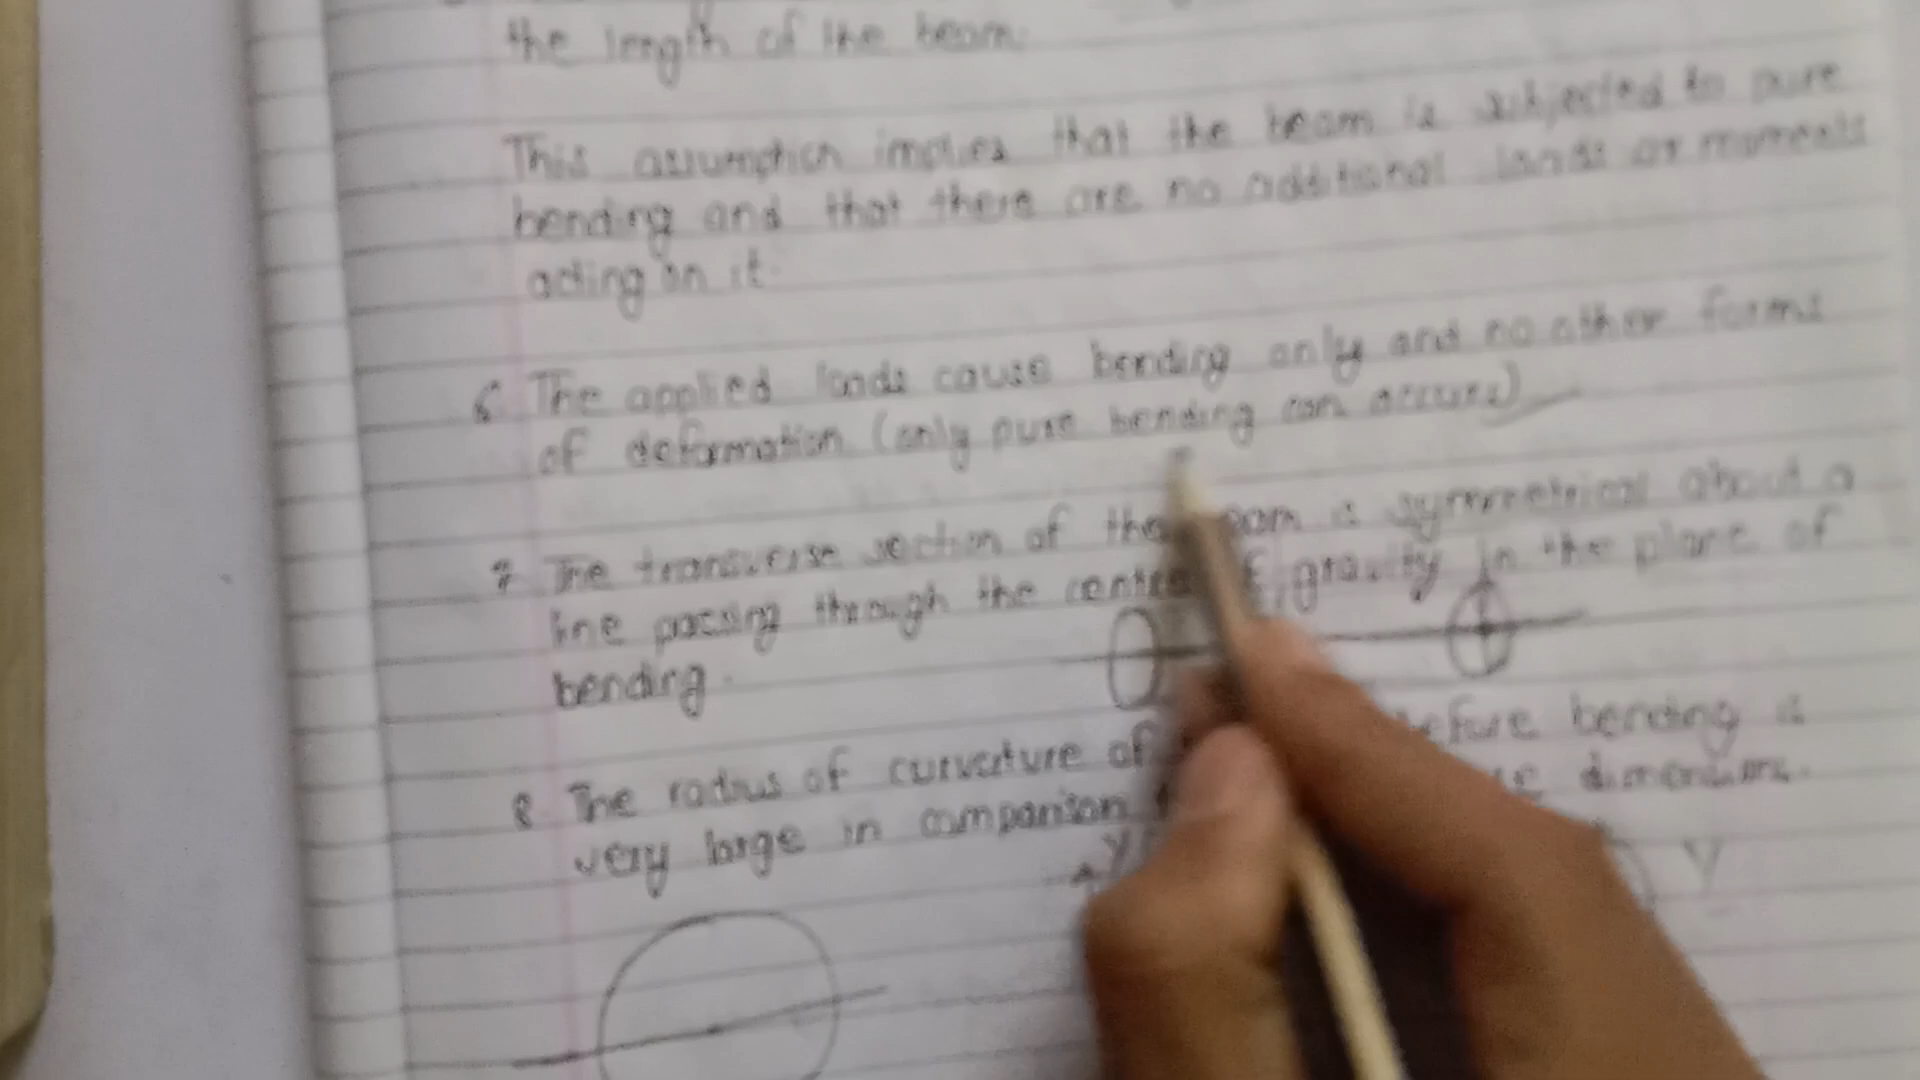 the length of the beam.
This assumption implies that the beam is subjected to pure
bending and that there are no additional loads or moments
acting on it.
6 The applied loads cause bending only and no other forms
of deformation (only pure bending can occurs)
7 The transverse section of the is symmetrical about a
line passing through the gravity in the plane of
bending.
8 The radius of curvature of before bending is
very large in comparison dimensions.
Y
Y